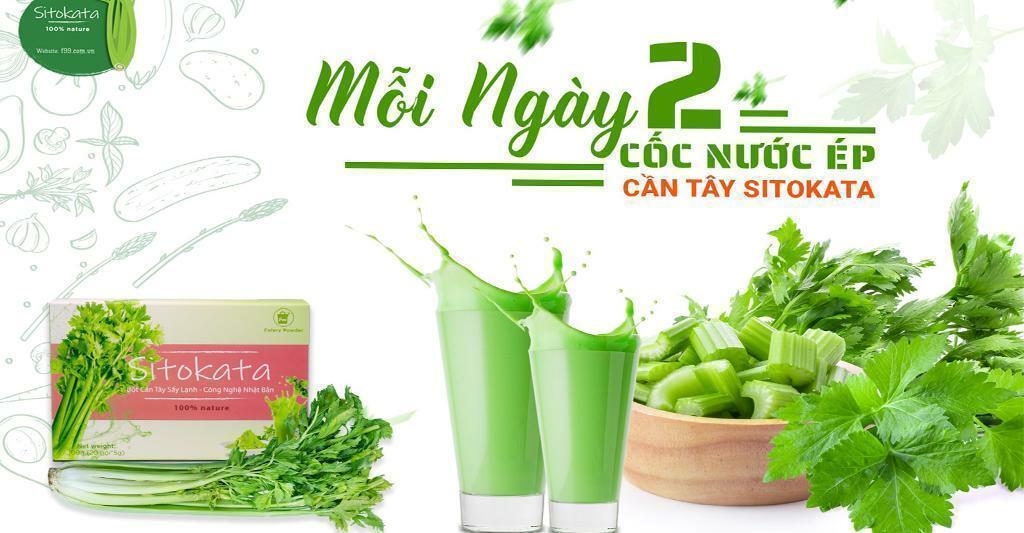 Sitokata
100% nature
Website: f99.com.vn
Mỗi Ngày 2
CỐC NƯỚC ÉP
CẦN TÂY SITOKATA
Celery Powder
Sitokata
Bột Cần Tây Sấy Lạnh - Công Nghệ Nhật Bản
100% nature
Net weight: